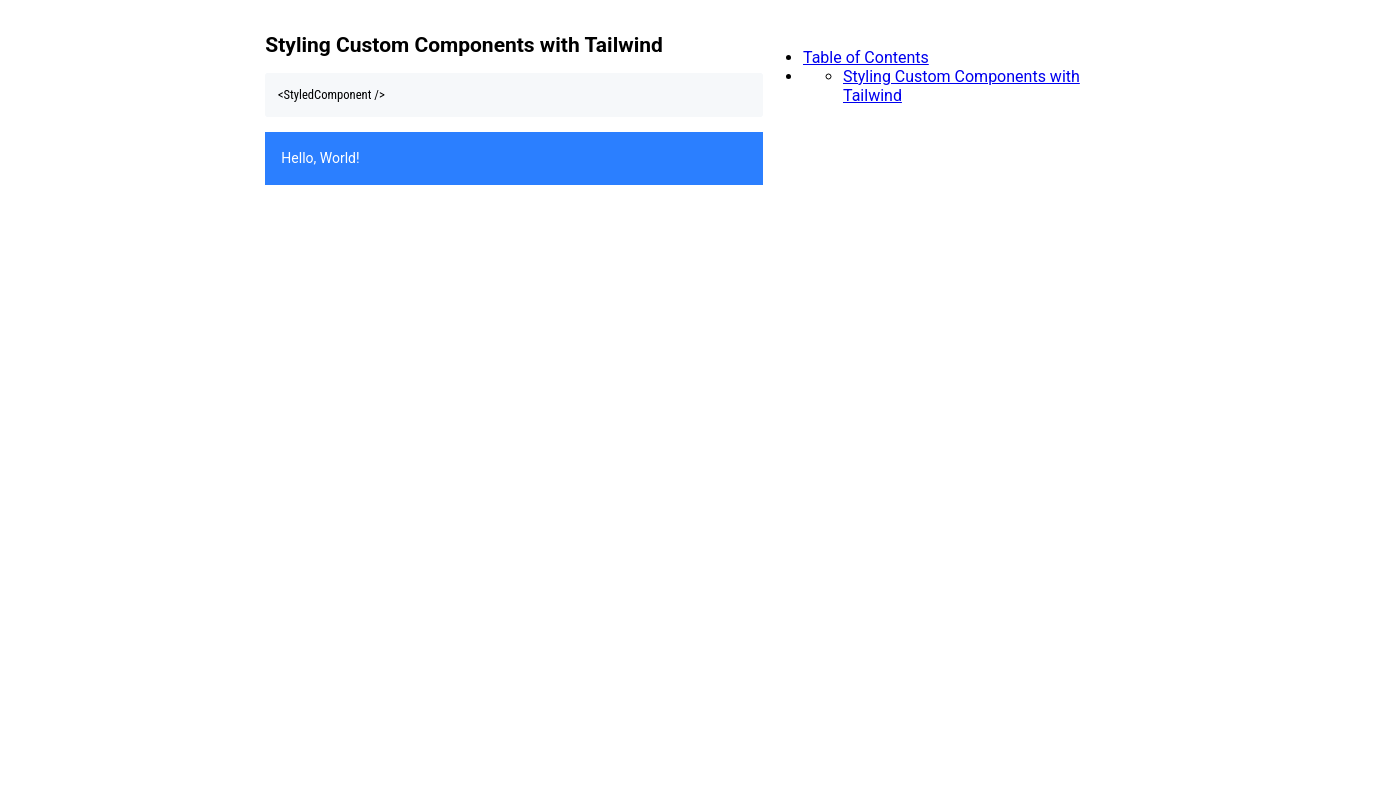 Styling Custom Components with Tailwind
<StyledComponent />
Hello, World!
Table of Contents
Styling Custom Components with
Tailwind